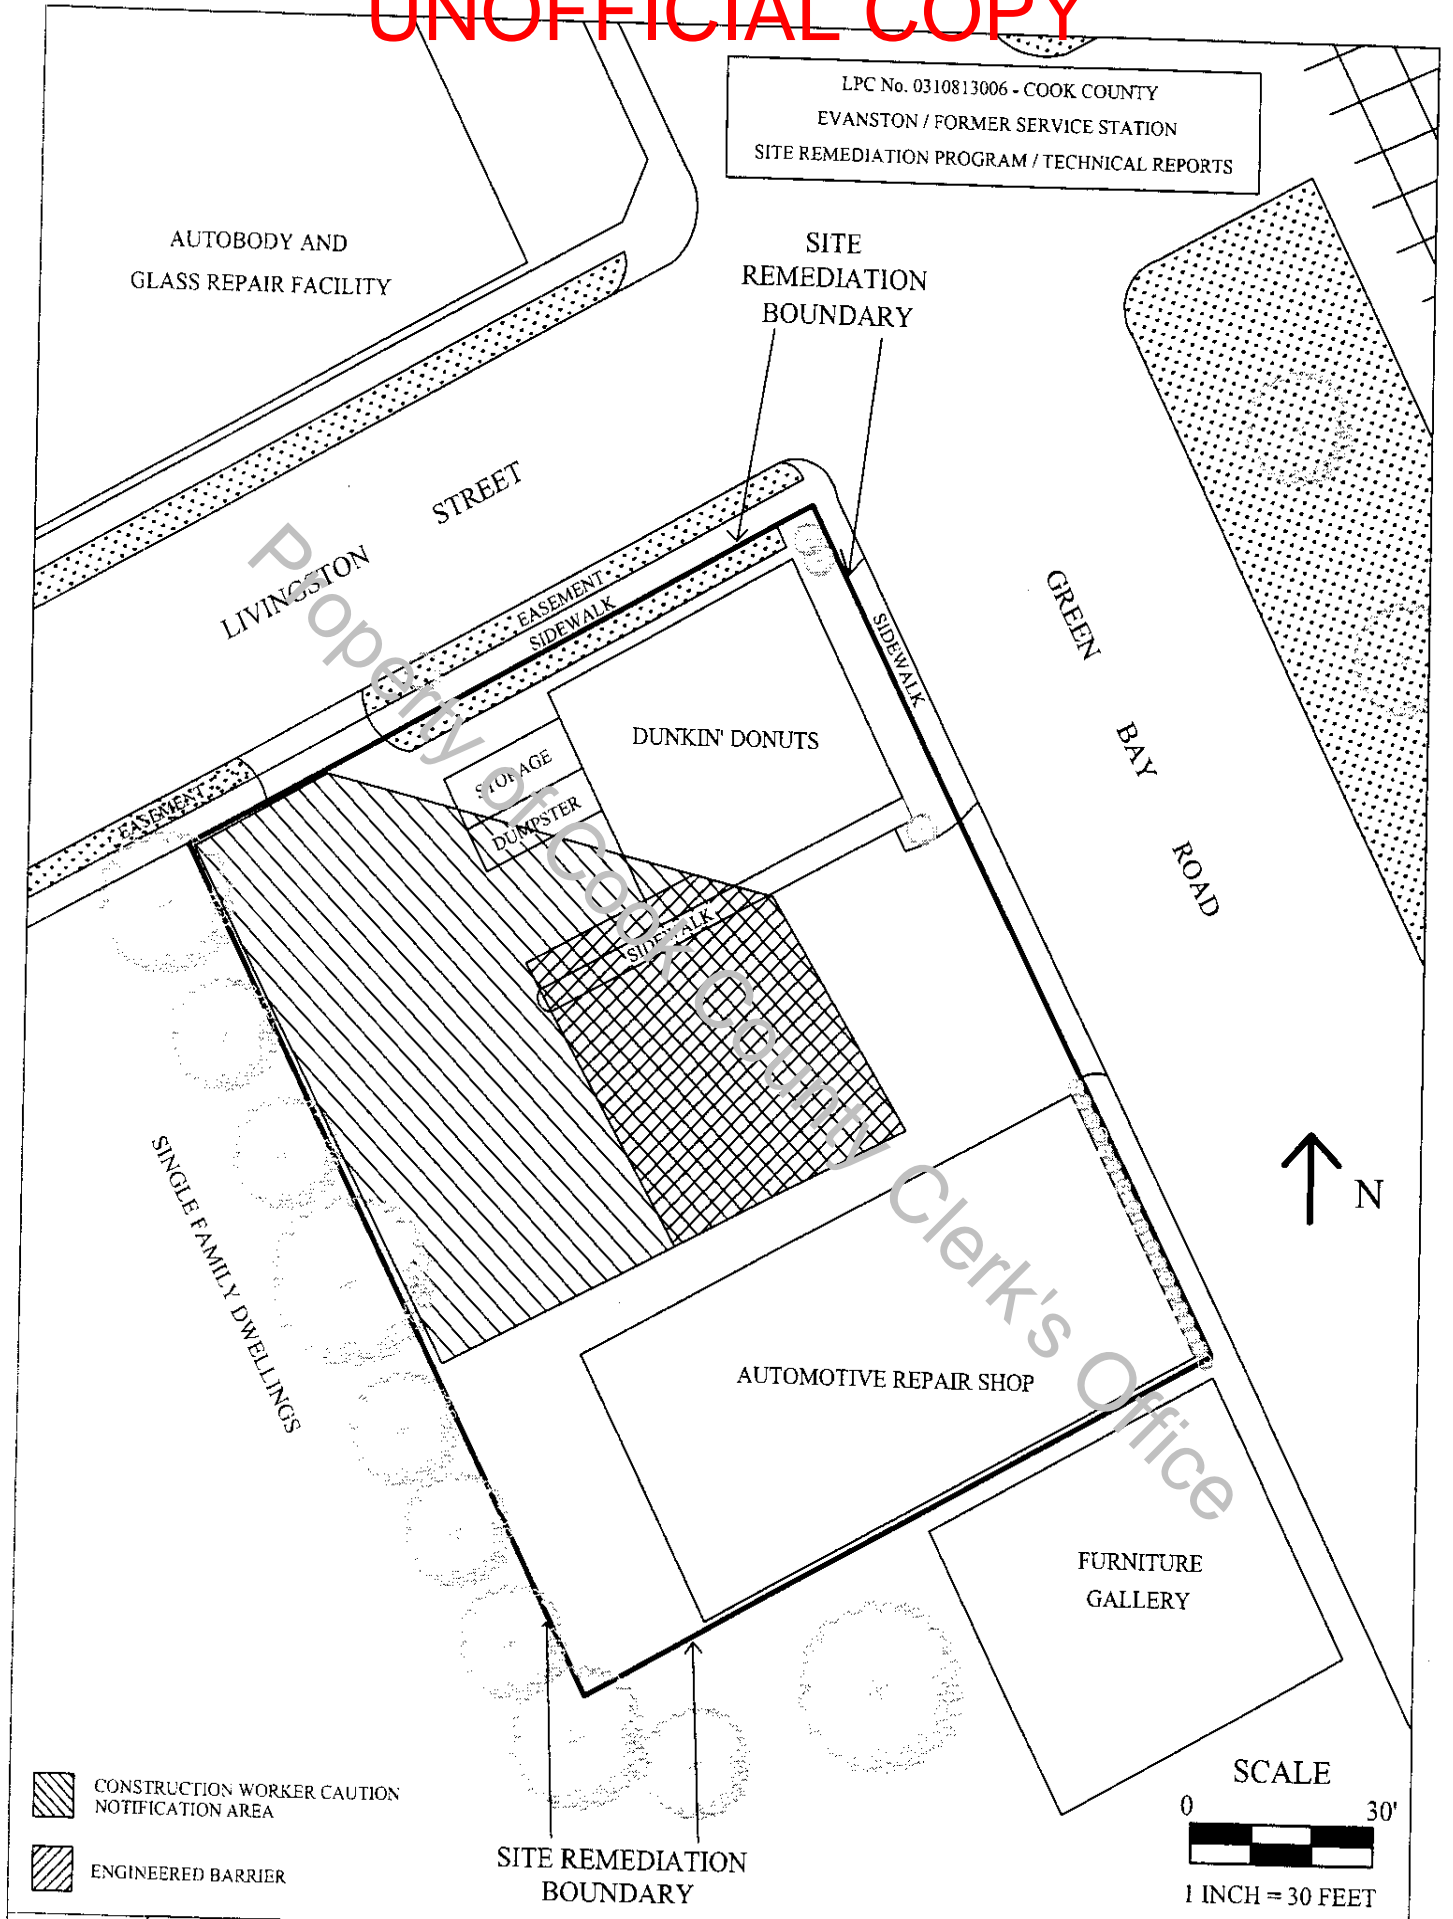 UNOFFICIAL COPY
LPC No. 0310813006 - COOK COUNTY
EVANSTON / FORMER SERVICE STATION
SITE REMEDIATION PROGRAM / TECHNICAL REPORTS
AUTOBODY AND
GLASS REPAIR FACILITY
SITE
REMEDIATION
BOUNDARY
LIVINGSTON STREET
EASEMENT
SIDEWALK
SIDEWALK
GREEN BAY ROAD
DUNKIN' DONUTS
STORAGE
DUMPSTER
EASEMENT
SIDEWALK
Property of Cook County Clerk's Office
SINGLE FAMILY DWELLINGS
N
AUTOMOTIVE REPAIR SHOP
FURNITURE
GALLERY
CONSTRUCTION WORKER CAUTION
NOTIFICATION AREA
ENGINEERED BARRIER
SITE REMEDIATION
BOUNDARY
SCALE
0 30'
1 INCH = 30 FEET